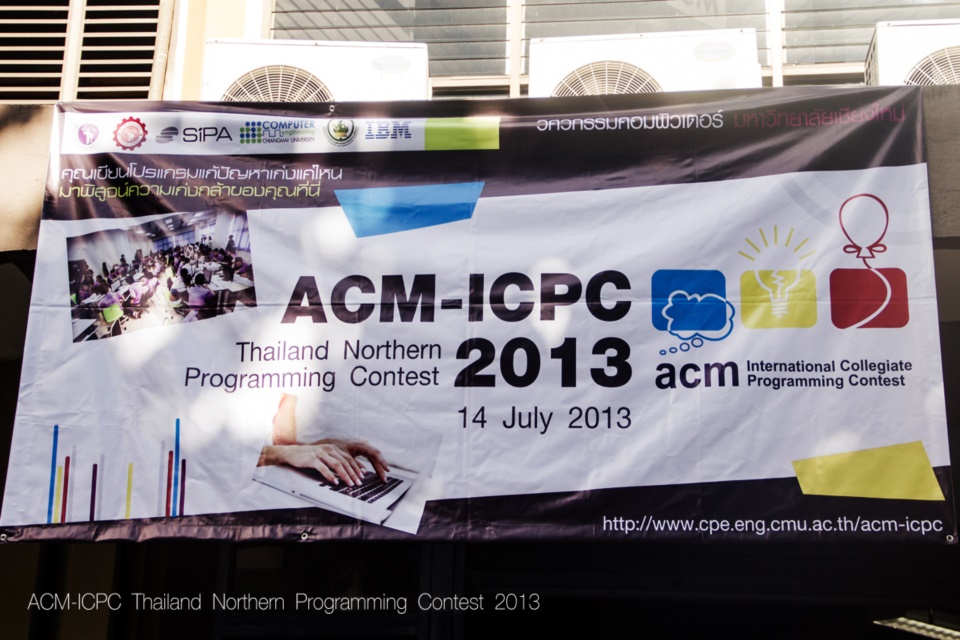 SiPA
COMPUTER
engineering
CHIANGMAI UNIVERSITY
IBM
วิศวกรรมคอมพิวเตอร์ มหาวิทยาลัยเชียงใหม่
คุณเขียนโปรแกรมแก้ปัญหาเก่งแค่ไหน
มาพิสูจน์ความเก่งกล้าของคุณที่นี่
ACM-ICPC
Thailand Northern
Programming Contest
2013
14 July 2013
acm
International Collegiate
Programming Contest
http://www.cpe.eng.cmu.ac.th/acm-icpc
ACM-ICPC Thailand Northern Programming Contest 2013